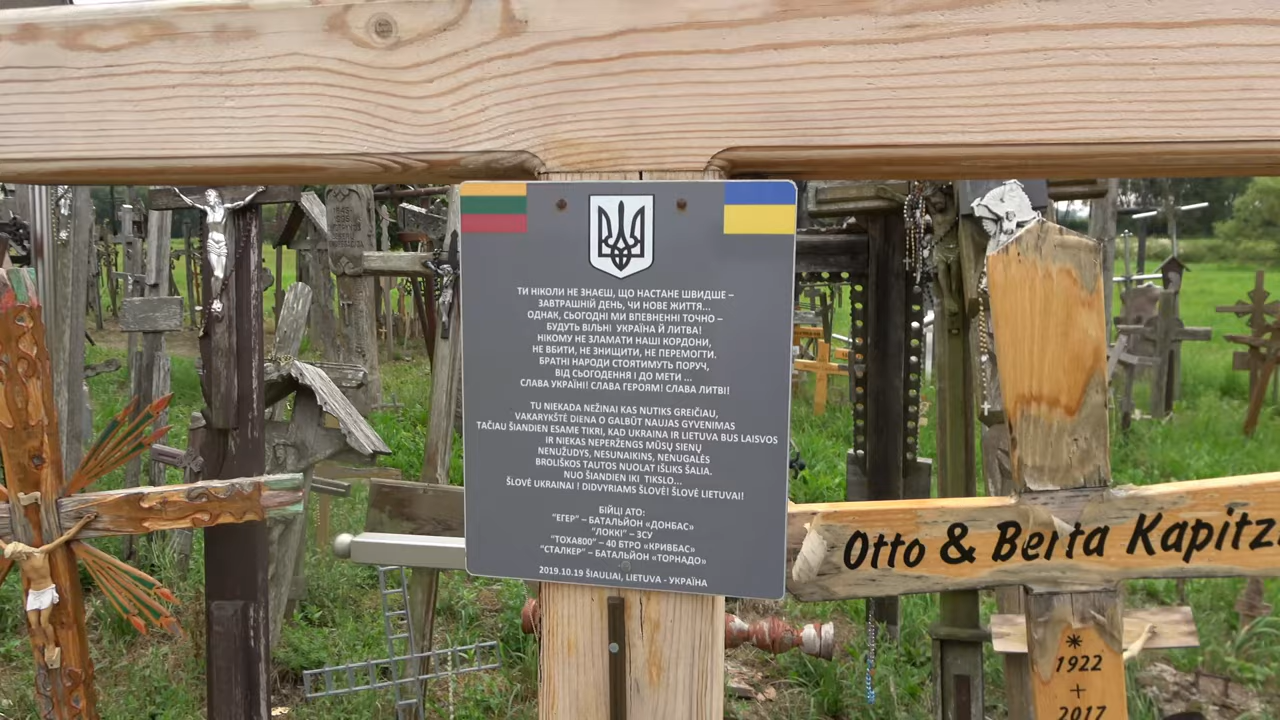 ТИ НІКОЛИ НЕ ЗНАЄШ, ЩО НАСТАНЕ ШВИДШЕ –
ЗАВТРАШНІЙ ДЕНЬ, ЧИ НОВЕ ЖИТТЯ...
ОДНАК, СЬОГОДНІ МИ ВПЕВНЕННІ ТОЧНО –
БУДУТЬ ВІЛЬНІ УКРАЇНА Й ЛИТВА!
НІКОМУ НЕ ЗЛАМАТИ НАШІ КОРДОНИ,
НЕ ВБИТИ, НЕ ЗНИЩИТИ, НЕ ПЕРЕМОГТИ.
БРАТНІ НАРОДИ СТОЯТИМУТЬ ПОРУЧ,
ВІД СЬОГОДЕННЯ І ДО МЕТИ ...
СЛАВА УКРАЇНІ! СЛАВА ГЕРОЯМ! СЛАВА ЛИТВІ!
TU NIEKADA NEŽINAI KAS NUTIKS GREIČIAU,
VAKARYKŠTĖ DIENA O GALBŪT NAUJAS GYVENIMAS
TAČIAU ŠIANDIEN ESAME TIKRI, KAD UKRAINA IR LIETUVA BUS LAISVOS
IR NIEKAS NEPERŽENGS MŪSŲ SIENŲ
NENUŽUDYS, NESUNAIKINS, NENUGALĖS
BROLIŠKOS TAUTOS NUOLAT IŠLIKS ŠALIA.
NUO ŠIANDIEN IKI TIKSLO...
ŠLOVĖ UKRAINAI ! DIDVYRIAMS ŠLOVĖ! ŠLOVĖ LIETUVAI!
БІЙЦІ АТО:
"ЕГЕР" – БАТАЛЬЙОН «ДОНБАС»
"ЛОККІ" – ЗСУ
"ТОХА800" – 40 БТРО «КРИВБАС»
"СТАЛКЕР" – БАТАЛЬЙОН «ТОРНАДО»
2019.10.19 ŠIAULIAI, LIETUVA - УКРАЇНА
Otto & Berta Kapitz
1922
2017